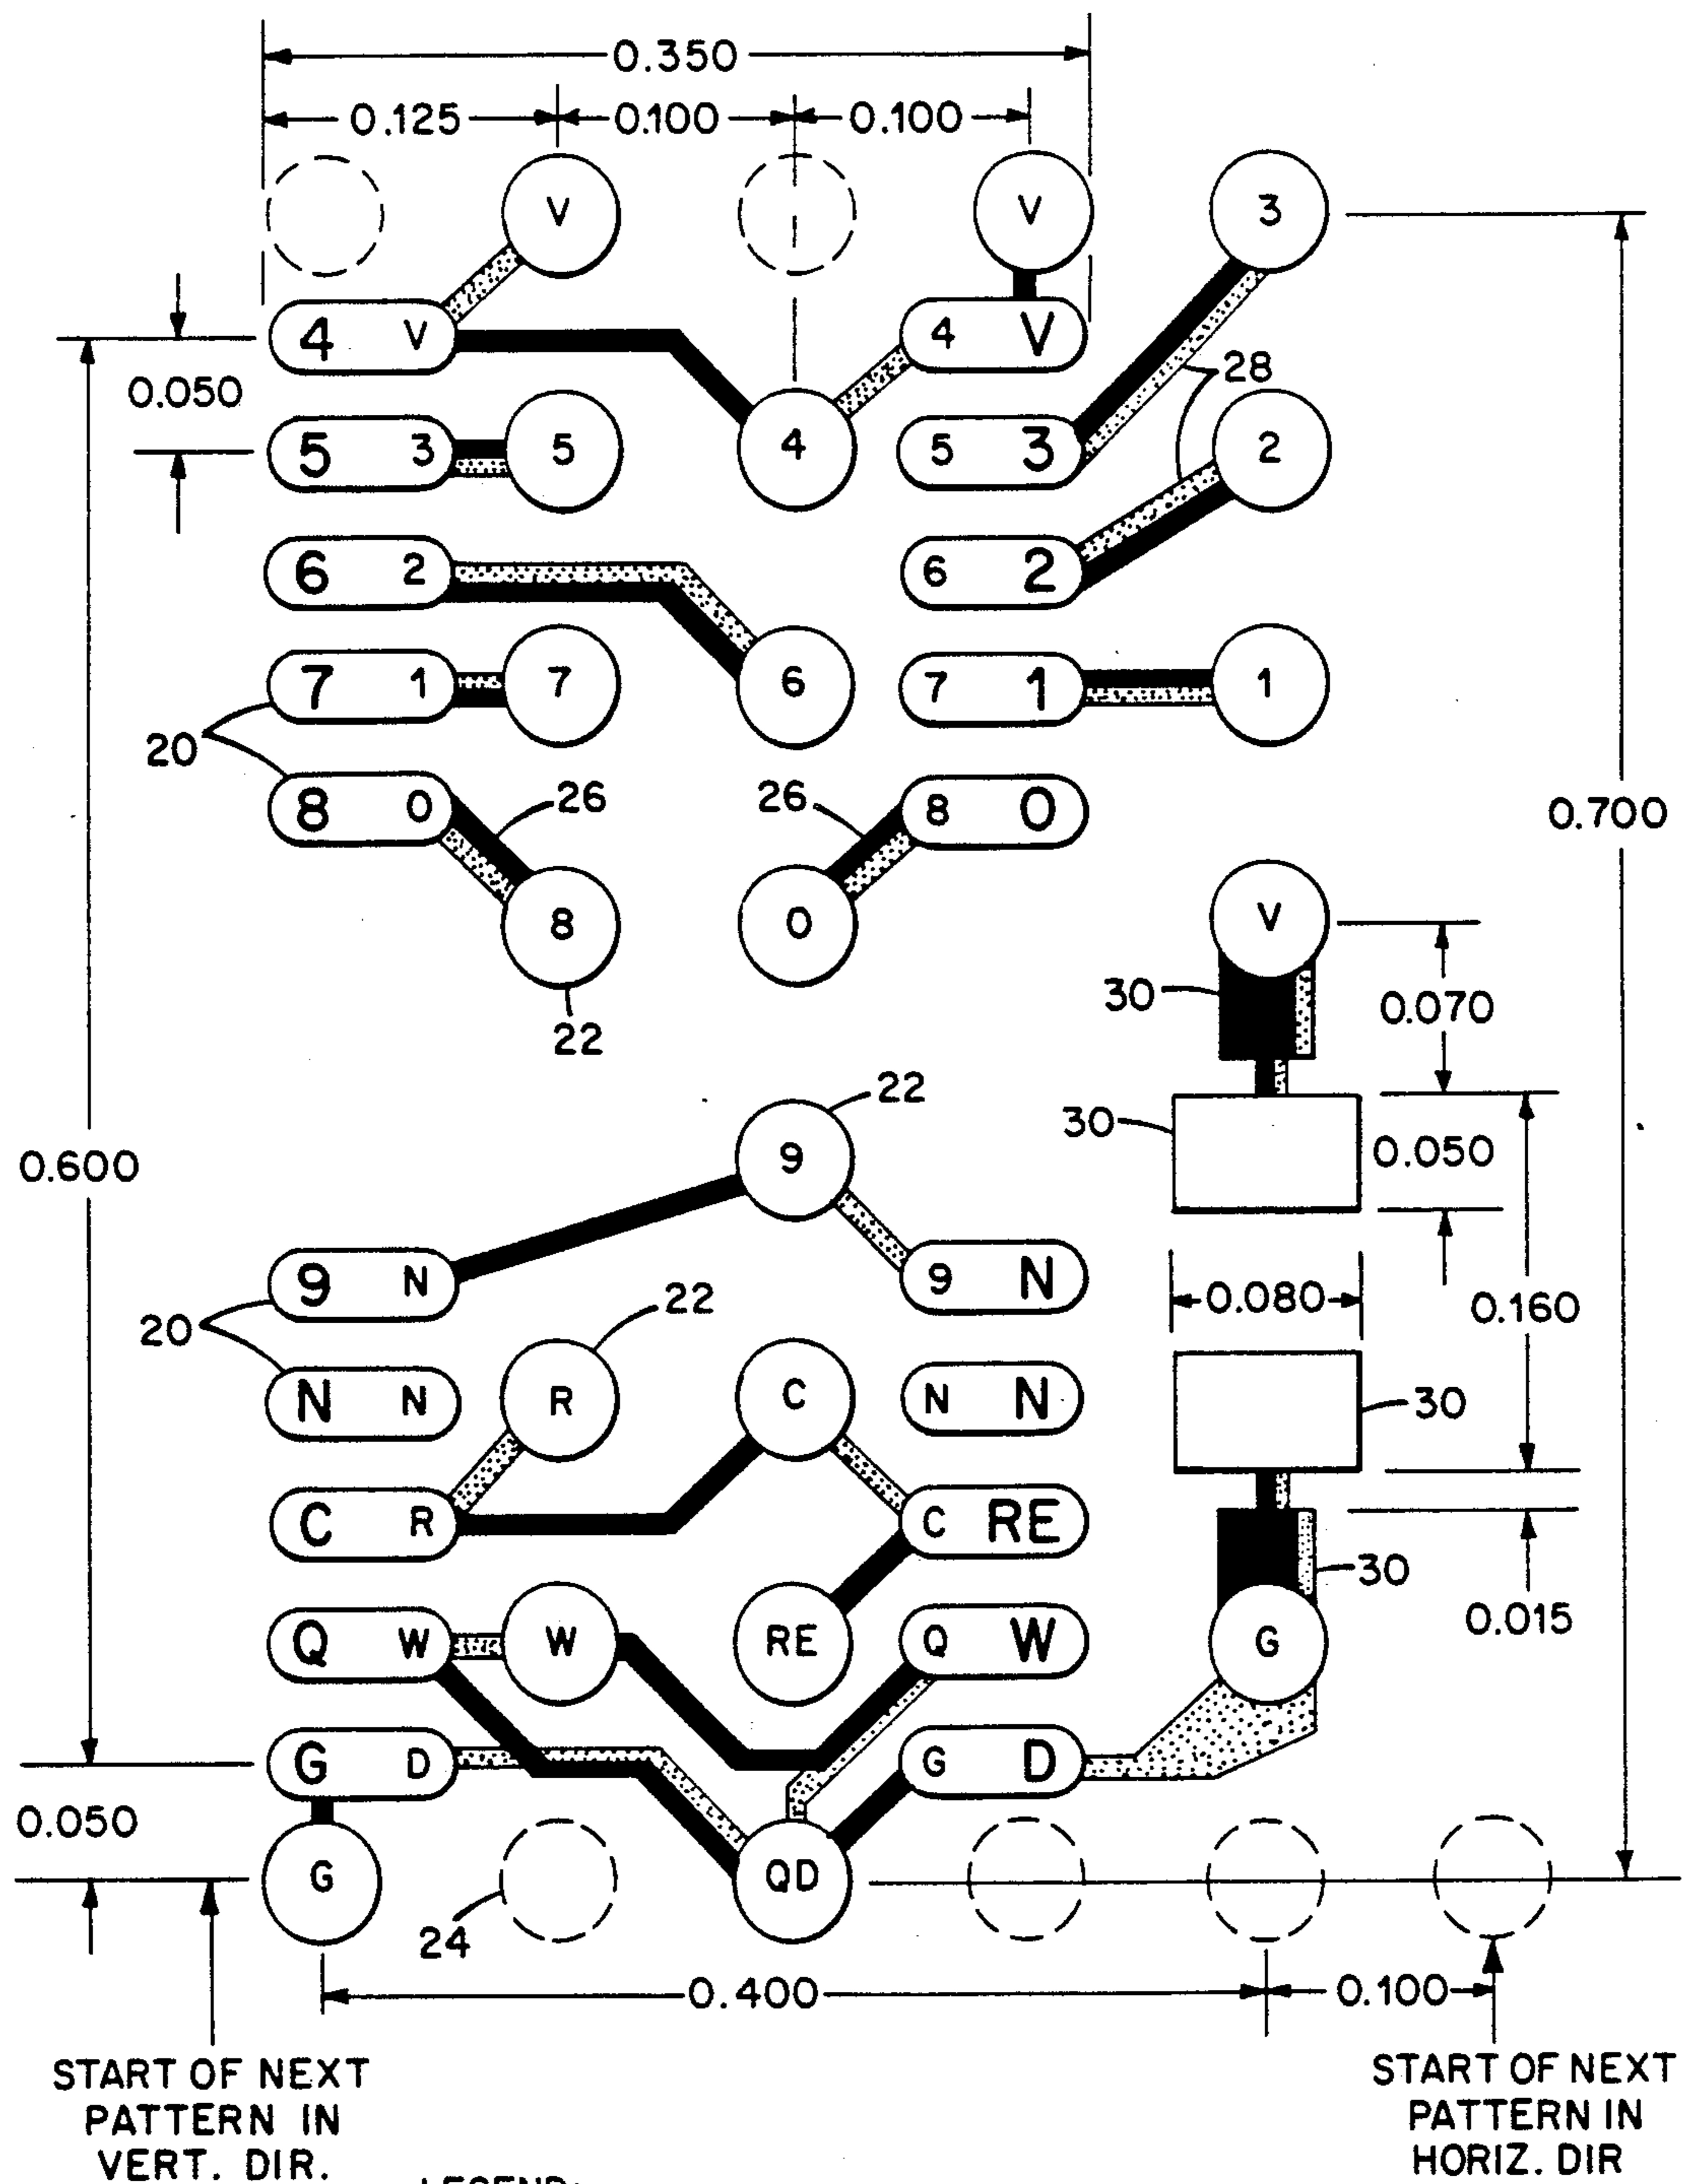 0.350
0.125 0.100 0.100
V V 3
4 V 4 V
0.050 28
5 3 5 4 5 3 2
6 2 6 2
7 1 7 6 7 1 1
20
8 0 26 26 8 0 0.700
8 0 V
30 0.070
22
22
30
9 0.050
0.600
9 N 9 N
0.080 0.160
20 22
N N R C N N 30
C R C RE
30
0.015
Q W W RE Q W G
G D G D
0.050
G QD
24
0.400 0.100
START OF NEXT
PATTERN IN
VERT. DIR.
START OF NEXT
PATTERN IN
HORIZ. DIR
LEGEND: